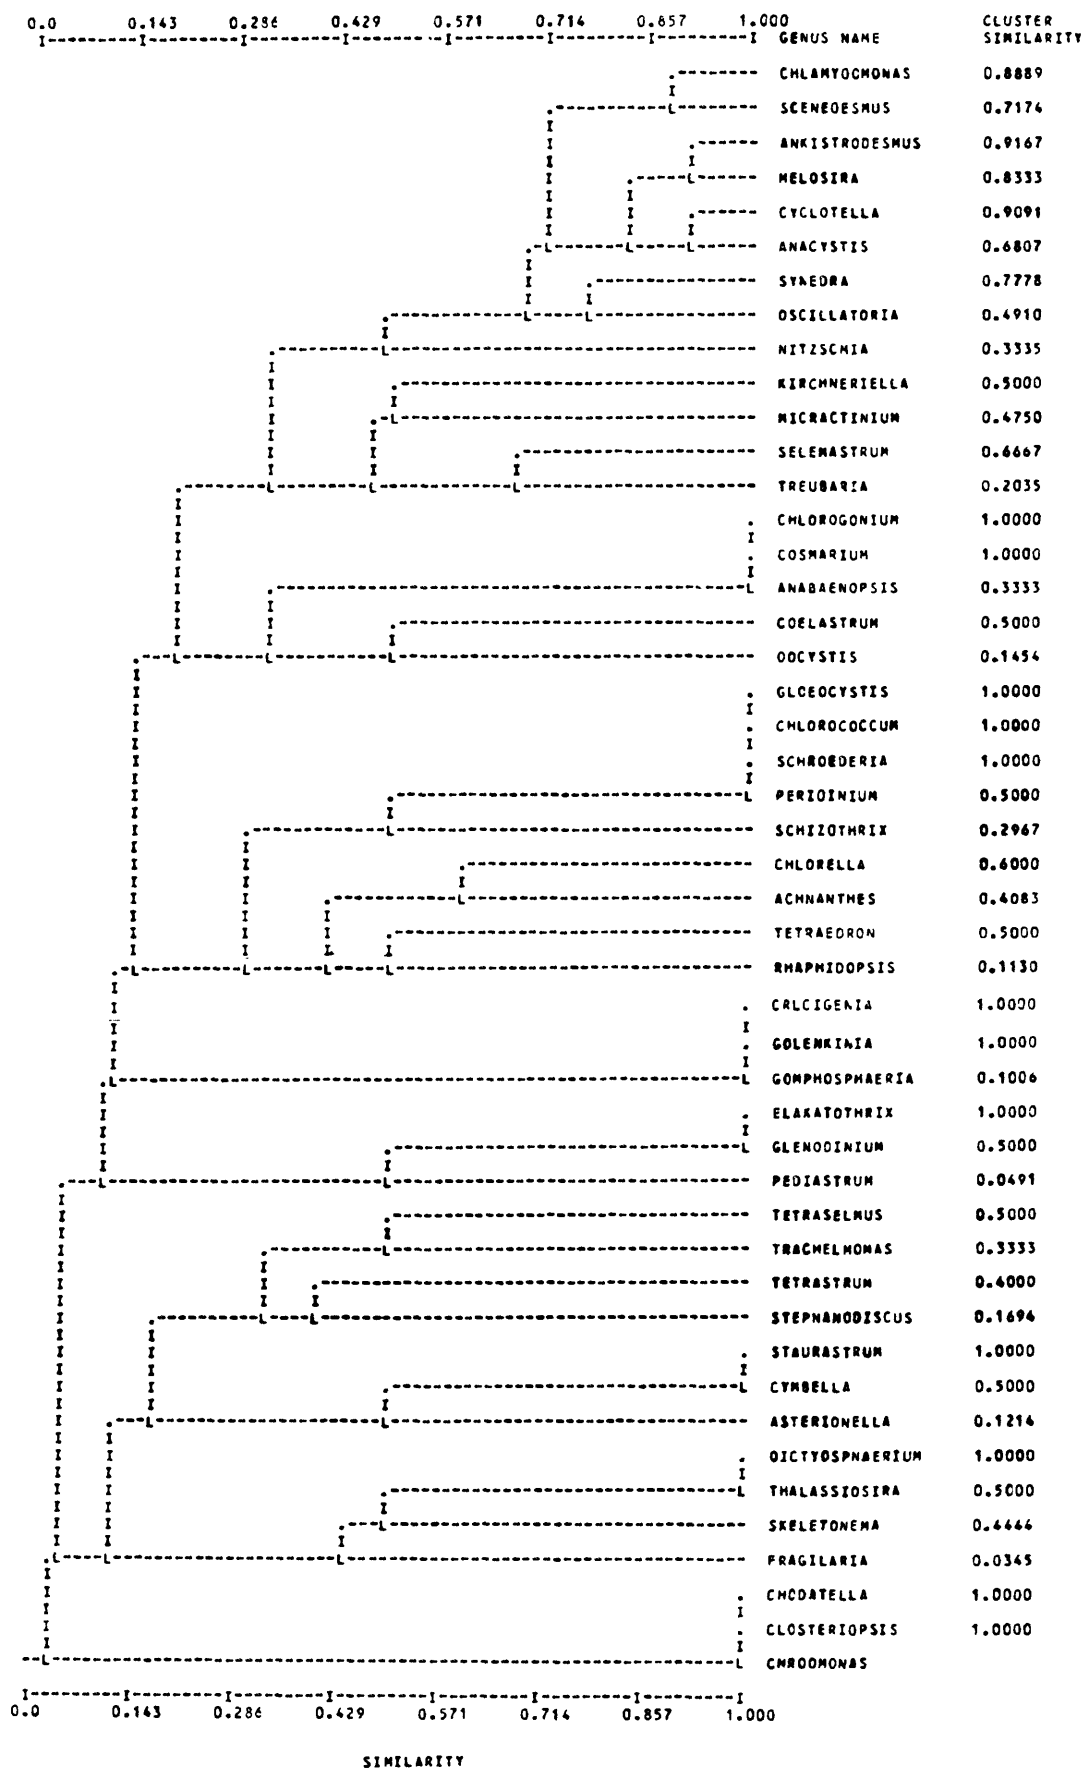 0.0 0.143 0.286 0.429 0.571 0.714 0.857 1.000 CLUSTER
GENUS NAME SIMILARITY
CHLAMYOCMONAS 0.8889
SCENEOESMUS 0.7174
ANKISTRODESMUS 0.9167
MELOSIRA 0.8333
CYCLOTELLA 0.9091
ANACYSTIS 0.6807
SYNEDRA 0.7778
OSCILLATORIA 0.4910
NITZSCHIA 0.3335
KIRCHNERIELLA 0.5000
MICRACTINIUM 0.4750
SELENASTRUM 0.6667
TREUBARIA 0.2035
CHLOROGONIUM 1.0000
COSMARIUM 1.0000
ANABAENOPSIS 0.3333
COELASTRUM 0.5000
OOCYSTIS 0.1454
GLOEOCYSTIS 1.0000
CHLOROCOCCUM 1.0000
SCHROEDERIA 1.0000
PERIOINIUM 0.5000
SCHIZOTHRIX 0.2967
CHLORELLA 0.6000
ACHNANTHES 0.4083
TETRAEDRON 0.5000
RHAPHIDOPSIS 0.1130
CRLCIGENIA 1.0000
GOLENKINIA 1.0000
GOMPHOSPHAERIA 0.1006
ELAKATOTHRIX 1.0000
GLENODINIUM 0.5000
PEDIASTRUM 0.0491
TETRASELMUS 0.5000
TRACHELMONAS 0.3333
TETRASTRUM 0.4000
STEPHANODISCUS 0.1694
STAURASTRUM 1.0000
CYMBELLA 0.5000
ASTERIONELLA 0.1214
OICTYOSPHAERIUM 1.0000
THALASSIOSIRA 0.5000
SKELETONEMA 0.4444
FRAGILARIA 0.0345
CHODATELLA 1.0000
CLOSTERIOPSIS 1.0000
CHROOMONAS
0.0 0.143 0.286 0.429 0.571 0.714 0.857 1.000
SIMILARITY